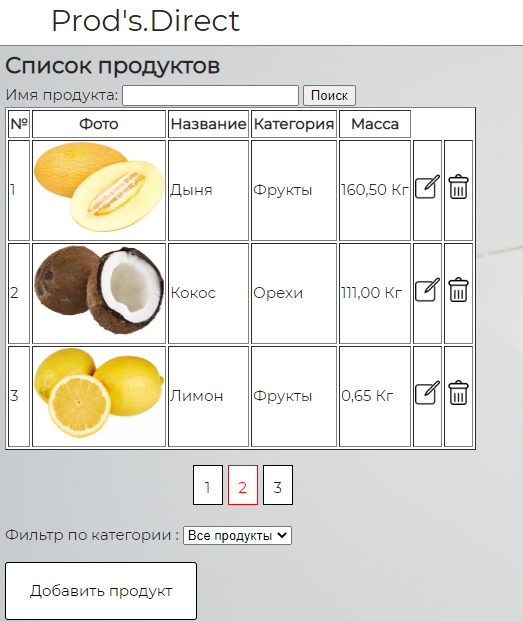 Prod's.Direct
Список продуктов
Имя продукта: Поиск
№ Фото Название Категория Масса
1 Дыня Фрукты 160,50 Кг
2 Кокос Орехи 111,00 Кг
3 Лимон Фрукты 0,65 Кг
1 2 3
Фильтр по категории : Все продукты
Добавить продукт